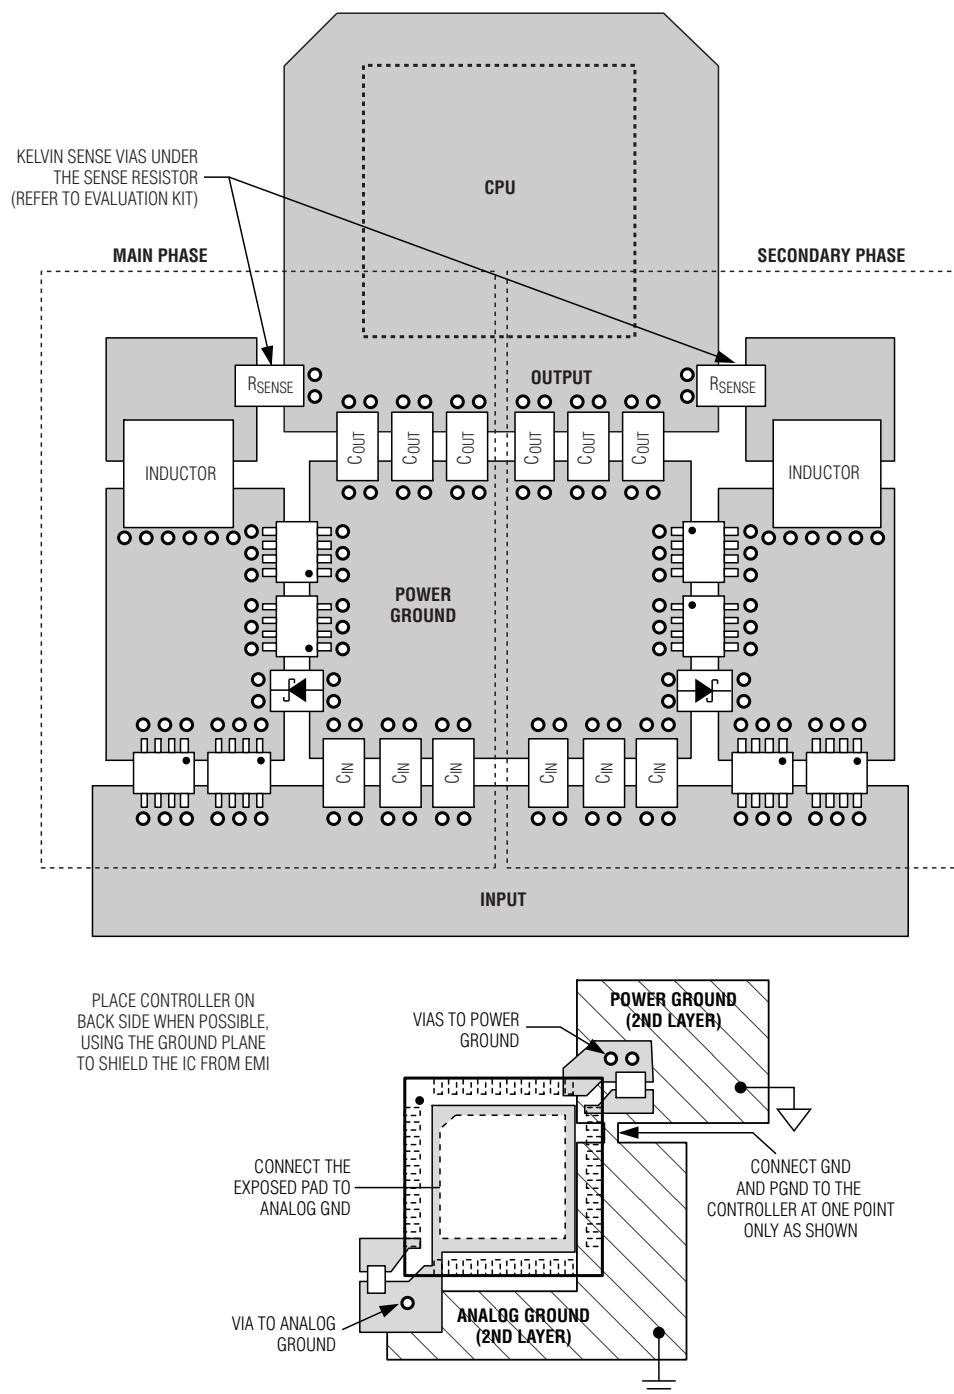 CPU
KELVIN SENSE VIAS UNDER
THE SENSE RESISTOR
(REFER TO EVALUATION KIT)
MAIN PHASE
SECONDARY PHASE
RSENSE
OUTPUT
RSENSE
INDUCTOR
COUT
COUT
COUT
COUT
COUT
COUT
INDUCTOR
POWER
GROUND
CIN
CIN
CIN
CIN
CIN
CIN
INPUT
PLACE CONTROLLER ON
BACK SIDE WHEN POSSIBLE,
USING THE GROUND PLANE
TO SHIELD THE IC FROM EMI
VIAS TO POWER
GROUND
POWER GROUND
(2ND LAYER)
CONNECT THE
EXPOSED PAD TO
ANALOG GND
CONNECT GND
AND PGND TO THE
CONTROLLER AT ONE POINT
ONLY AS SHOWN
VIA TO ANALOG
GROUND
ANALOG GROUND
(2ND LAYER)